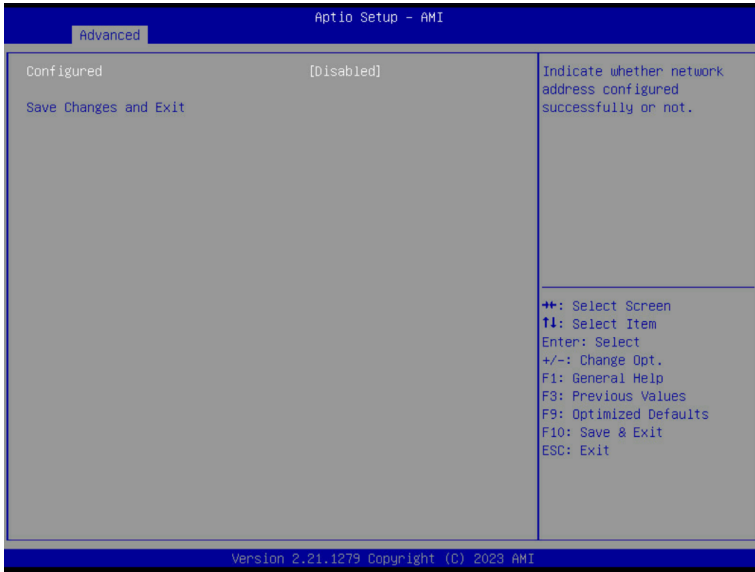 Aptio Setup – AMI
Advanced
Configured [Disabled]
Save Changes and Exit
Indicate whether network
address configured
successfully or not.
→←: Select Screen
↑↓: Select Item
Enter: Select
+/-: Change Opt.
F1: General Help
F3: Previous Values
F9: Optimized Defaults
F10: Save & Exit
ESC: Exit
Version 2.21.1279 Copyright (C) 2023 AMI